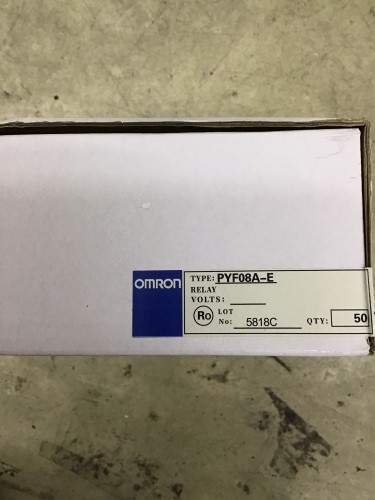 OMRON
TYPE: PYF08A-E
RELAY
VOLTS:
Ro LOT No: 5818C QTY: 50